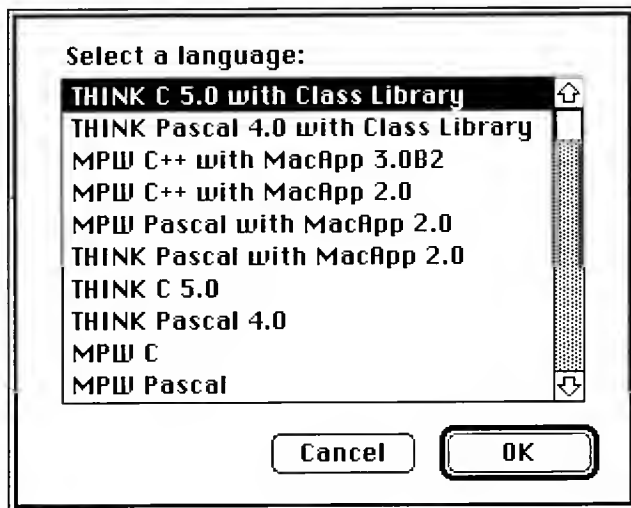 Select a language:
THINK C 5.0 with Class Library
THINK Pascal 4.0 with Class Library
MPW C++ with MacApp 3.0B2
MPW C++ with MacApp 2.0
MPW Pascal with MacApp 2.0
THINK Pascal with MacApp 2.0
THINK C 5.0
THINK Pascal 4.0
MPW C
MPW Pascal
Cancel OK